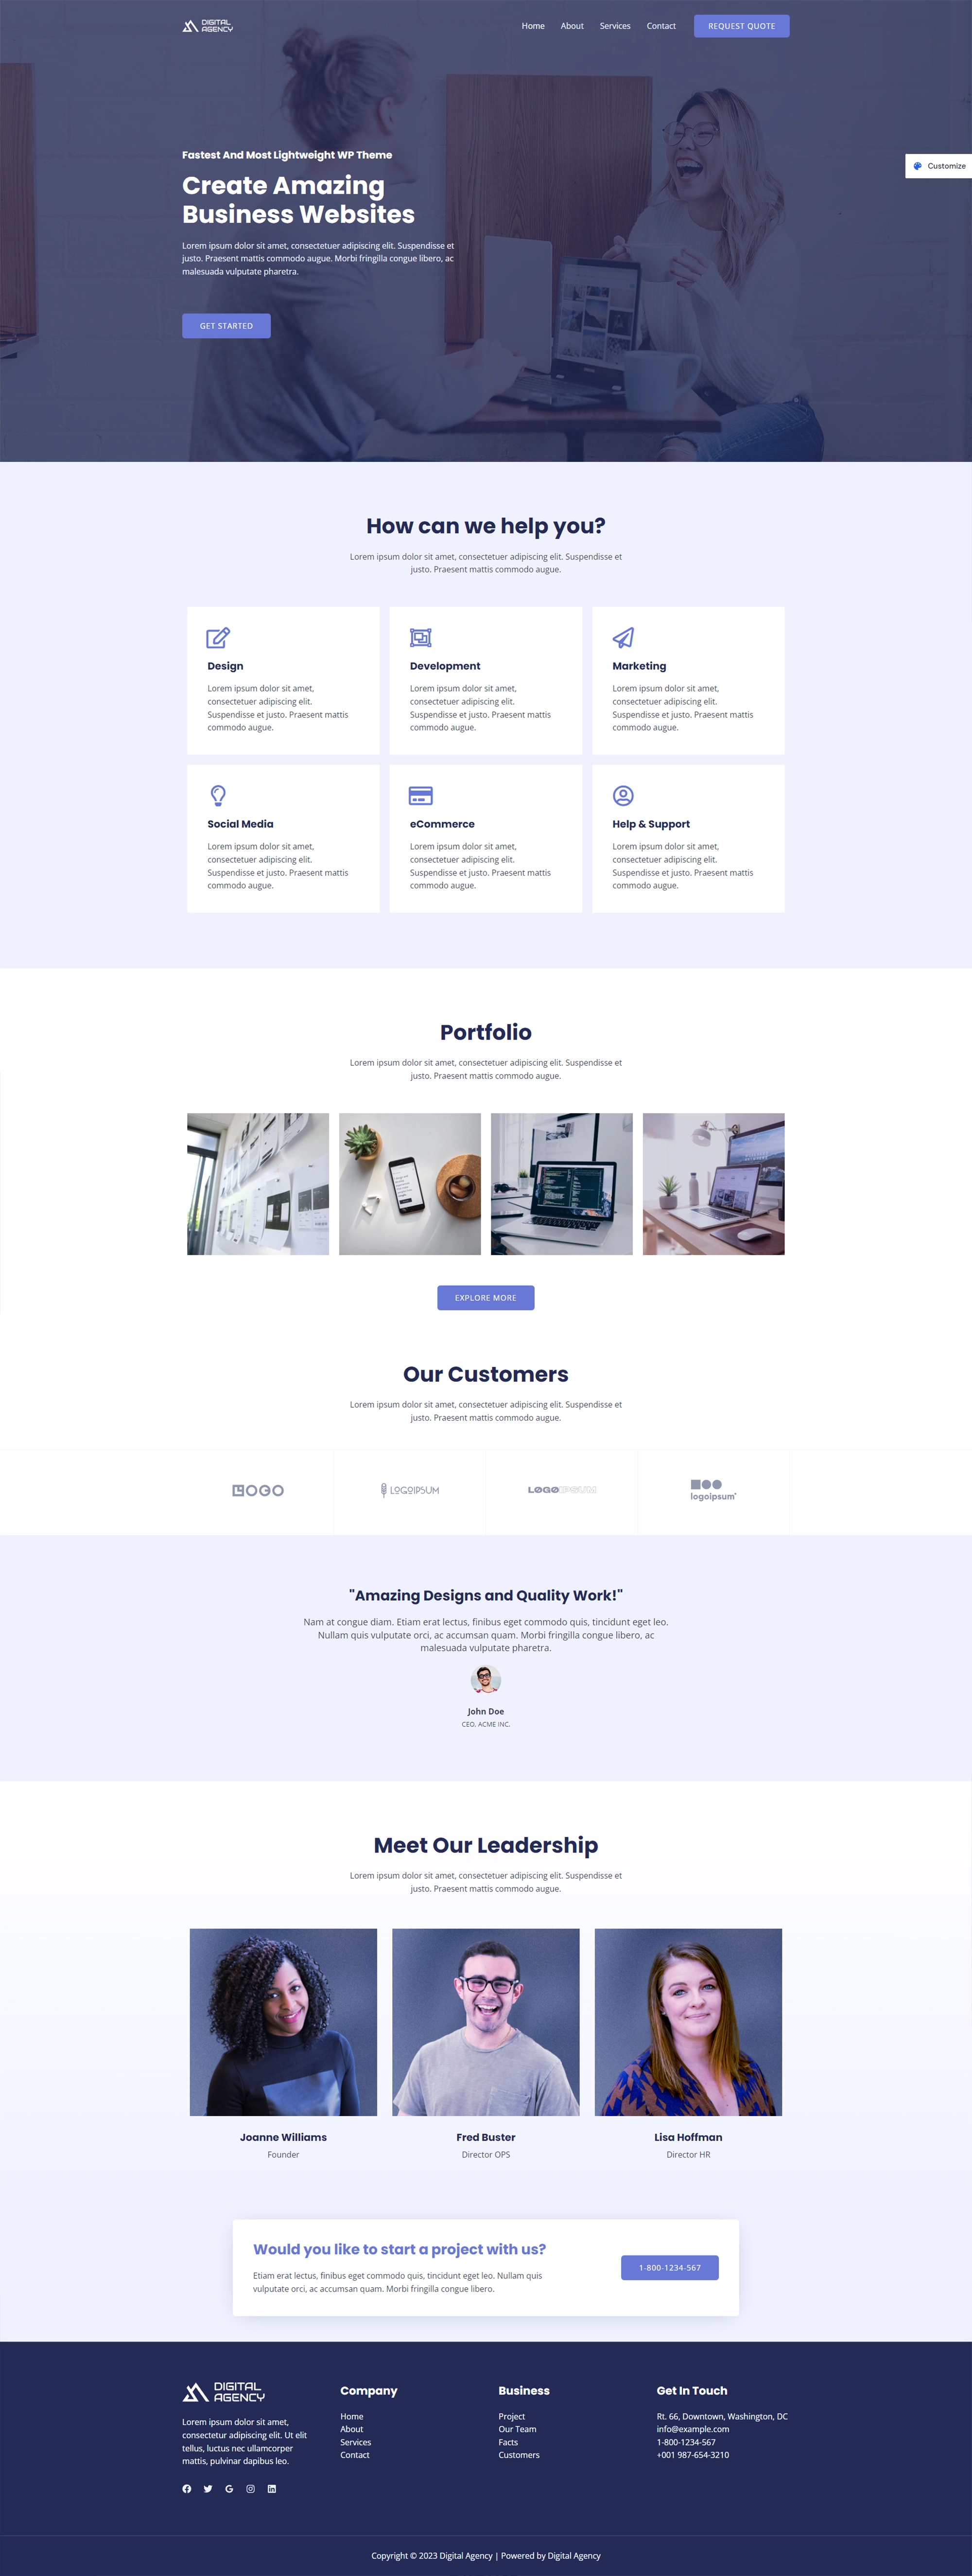 DIGITAL
AGENCY
Home About Services Contact REQUEST QUOTE
Customize
Fastest And Most Lightweight WP Theme
Create Amazing
Business Websites
Lorem ipsum dolor sit amet, consectetuer adipiscing elit. Suspendisse et
justo. Praesent mattis commodo augue. Morbi fringilla congue libero, ac
malesuada vulputate pharetra.
GET STARTED
How can we help you?
Lorem ipsum dolor sit amet, consectetuer adipiscing elit. Suspendisse et
justo. Praesent mattis commodo augue.
Design
Lorem ipsum dolor sit amet,
consectetuer adipiscing elit.
Suspendisse et justo. Praesent mattis
commodo augue.
Development
Lorem ipsum dolor sit amet,
consectetuer adipiscing elit.
Suspendisse et justo. Praesent mattis
commodo augue.
Marketing
Lorem ipsum dolor sit amet,
consectetuer adipiscing elit.
Suspendisse et justo. Praesent mattis
commodo augue.
Social Media
Lorem ipsum dolor sit amet,
consectetuer adipiscing elit.
Suspendisse et justo. Praesent mattis
commodo augue.
eCommerce
Lorem ipsum dolor sit amet,
consectetuer adipiscing elit.
Suspendisse et justo. Praesent mattis
commodo augue.
Help & Support
Lorem ipsum dolor sit amet,
consectetuer adipiscing elit.
Suspendisse et justo. Praesent mattis
commodo augue.
Portfolio
Lorem ipsum dolor sit amet, consectetuer adipiscing elit. Suspendisse et
justo. Praesent mattis commodo augue.
EXPLORE MORE
Our Customers
Lorem ipsum dolor sit amet, consectetuer adipiscing elit. Suspendisse et
justo. Praesent mattis commodo augue.
LOGO
LOGOIPSUM
LOGOIPSUM
logoipsum
"Amazing Designs and Quality Work!"
Nam at congue diam. Etiam erat lectus, finibus eget commodo quis, tincidunt eget leo.
Nullam quis vulputate orci, ac accumsan quam. Morbi fringilla congue libero, ac
malesuada vulputate pharetra.
John Doe
CEO, ACME INC.
Meet Our Leadership
Lorem ipsum dolor sit amet, consectetuer adipiscing elit. Suspendisse et
justo. Praesent mattis commodo augue.
Joanne Williams
Founder
Fred Buster
Director OPS
Lisa Hoffman
Director HR
Would you like to start a project with us?
Etiam erat lectus, finibus eget commodo quis, tincidunt eget leo. Nullam quis
vulputate orci, ac accumsan quam. Morbi fringilla congue libero.
1-800-1234-567
DIGITAL
AGENCY
Lorem ipsum dolor sit amet,
consectetur adipiscing elit. Ut elit
tellus, luctus nec ullamcorper
mattis, pulvinar dapibus leo.
Company
Home
About
Services
Contact
Business
Project
Our Team
Facts
Customers
Get In Touch
Rt. 66, Downtown, Washington, DC
info@example.com
1-800-1234-567
+001 987-654-3210
Copyright © 2023 Digital Agency | Powered by Digital Agency